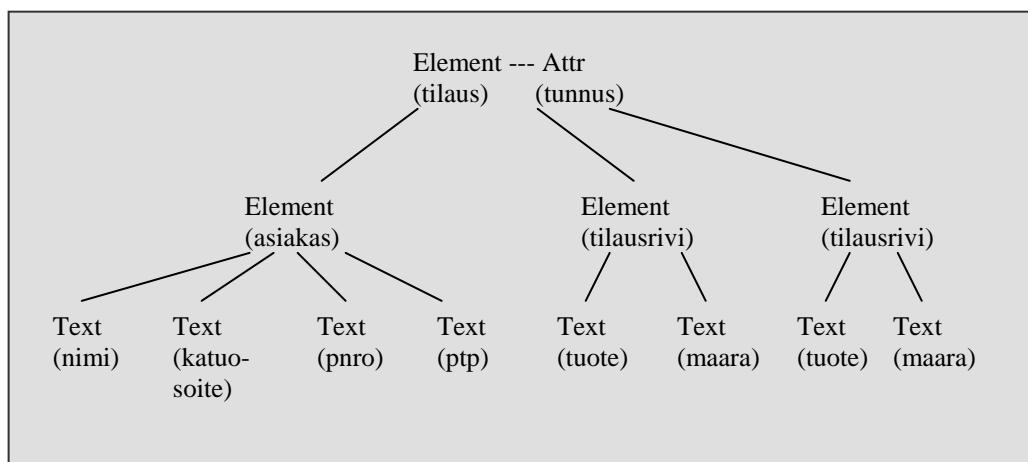 Element --- Attr
(tilaus) (tunnus)
Element Element Element
(asiakas) (tilausrivi) (tilausrivi)
Text Text Text Text Text Text Text Text
(nimi) (katuo- (pnro) (ptp) (tuote) (maara) (tuote) (maara)
soite)